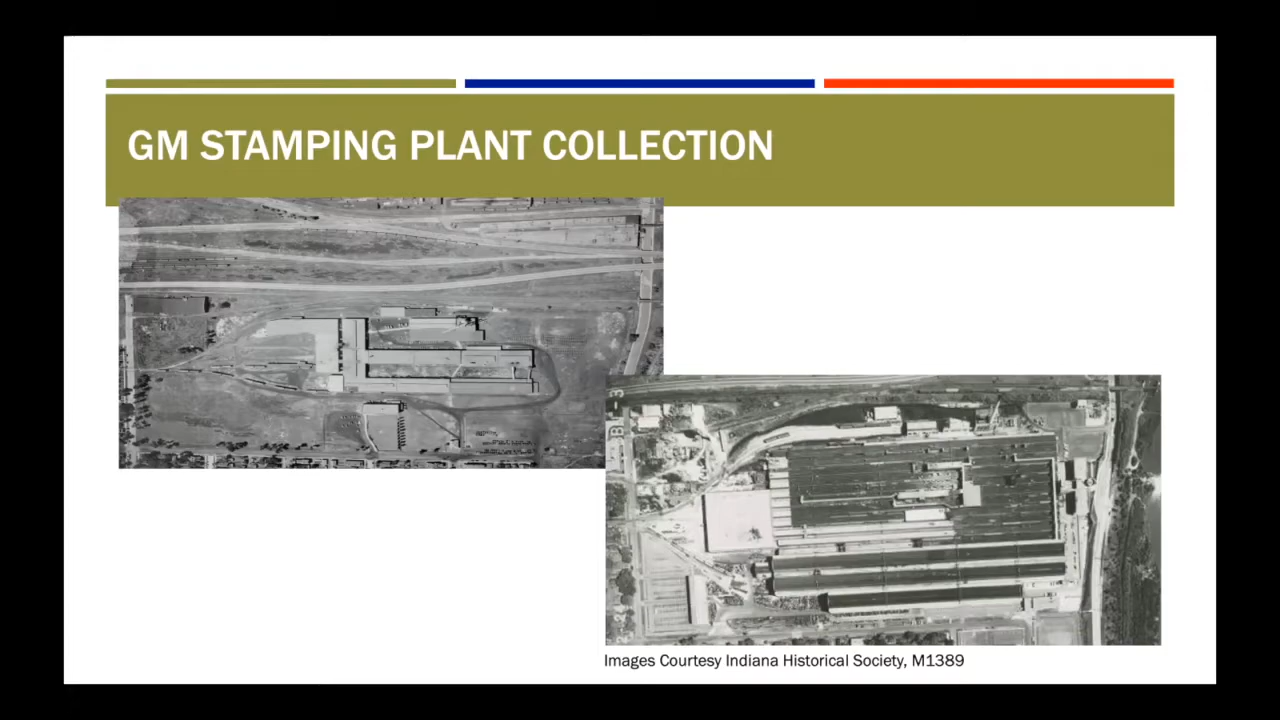 GM STAMPING PLANT COLLECTION
Images Courtesy Indiana Historical Society, M1389